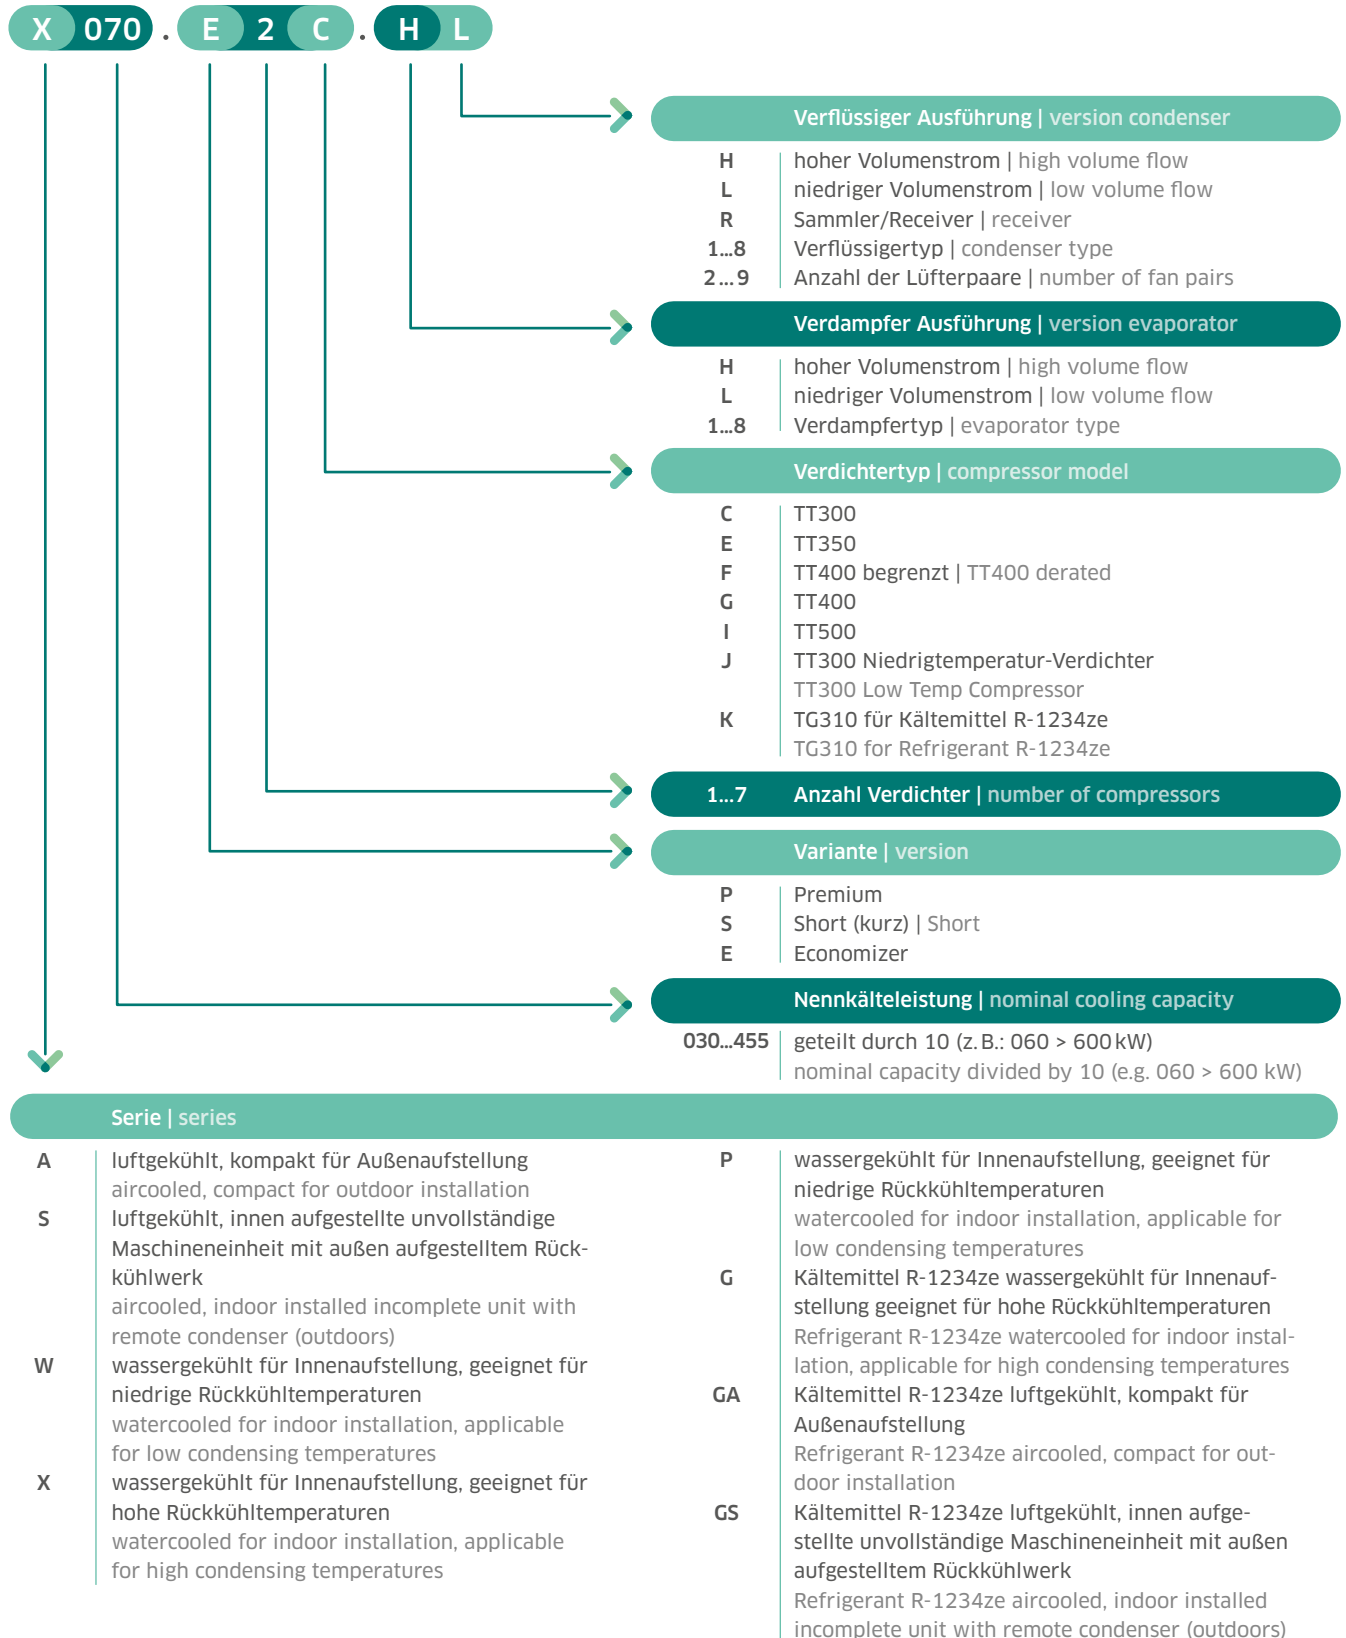 X 070 . E 2 C . H L
Verflüssiger Ausführung | version condenser
H hoher Volumenstrom | high volume flow
L niedriger Volumenstrom | low volume flow
R Sammler/Receiver | receiver
1...8 Verflüssigertyp | condenser type
2...9 Anzahl der Lüfterpaare | number of fan pairs
Verdampfer Ausführung | version evaporator
H hoher Volumenstrom | high volume flow
L niedriger Volumenstrom | low volume flow
1...8 Verdampfertyp | evaporator type
Verdichtertyp | compressor model
C TT300
E TT350
F TT400 begrenzt | TT400 derated
G TT400
I TT500
J TT300 Niedrigtemperatur-Verdichter
TT300 Low Temp Compressor
K TG310 für Kältemittel R-1234ze
TG310 for Refrigerant R-1234ze
1...7 Anzahl Verdichter | number of compressors
Variante | version
P Premium
S Short (kurz) | Short
E Economizer
Nennkälteleistung | nominal cooling capacity
030...455 geteilt durch 10 (z. B.: 060 > 600 kW)
nominal capacity divided by 10 (e.g. 060 > 600 kW)
Serie | series
A luftgekühlt, kompakt für Außenaufstellung
aircooled, compact for outdoor installation
S luftgekühlt, innen aufgestellte unvollständige
Maschineneinheit mit außen aufgestelltem Rück-
kühlwerk
aircooled, indoor installed incomplete unit with
remote condenser (outdoors)
W wassergekühlt für Innenaufstellung, geeignet für
niedrige Rückkühltemperaturen
watercooled for indoor installation, applicable
for low condensing temperatures
X wassergekühlt für Innenaufstellung, geeignet für
hohe Rückkühltemperaturen
watercooled for indoor installation, applicable
for high condensing temperatures
P wassergekühlt für Innenaufstellung, geeignet für
niedrige Rückkühltemperaturen
watercooled for indoor installation, applicable for
low condensing temperatures
G Kältemittel R-1234ze wassergekühlt für Innenauf-
stellung geeignet für hohe Rückkühltemperaturen
Refrigerant R-1234ze watercooled for indoor instal-
lation, applicable for high condensing temperatures
GA Kältemittel R-1234ze luftgekühlt, kompakt für
Außenaufstellung
Refrigerant R-1234ze aircooled, compact for out-
door installation
GS Kältemittel R-1234ze luftgekühlt, innen aufge-
stellte unvollständige Maschineneinheit mit außen
aufgestelltem Rückkühlwerk
Refrigerant R-1234ze aircooled, indoor installed
incomplete unit with remote condenser (outdoors)